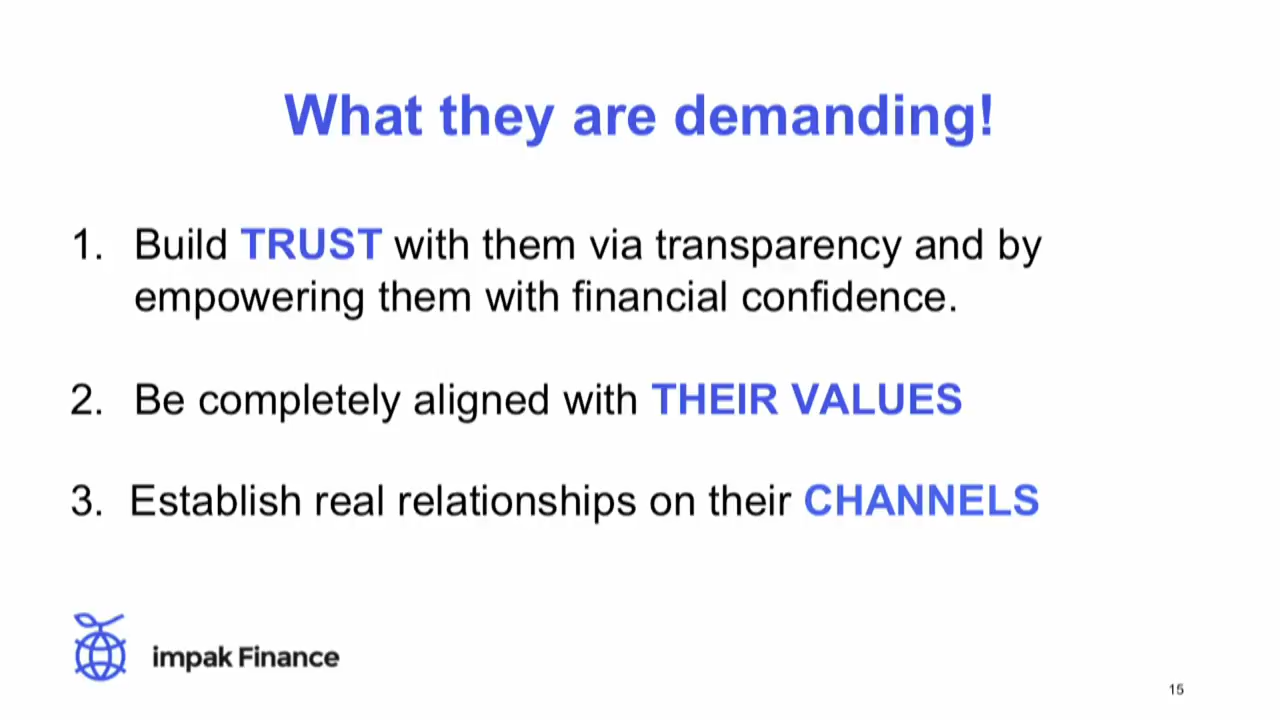 What they are demanding!
1. Build TRUST with them via transparency and by
empowering them with financial confidence.
2. Be completely aligned with THEIR VALUES
3. Establish real relationships on their CHANNELS
impak Finance
15